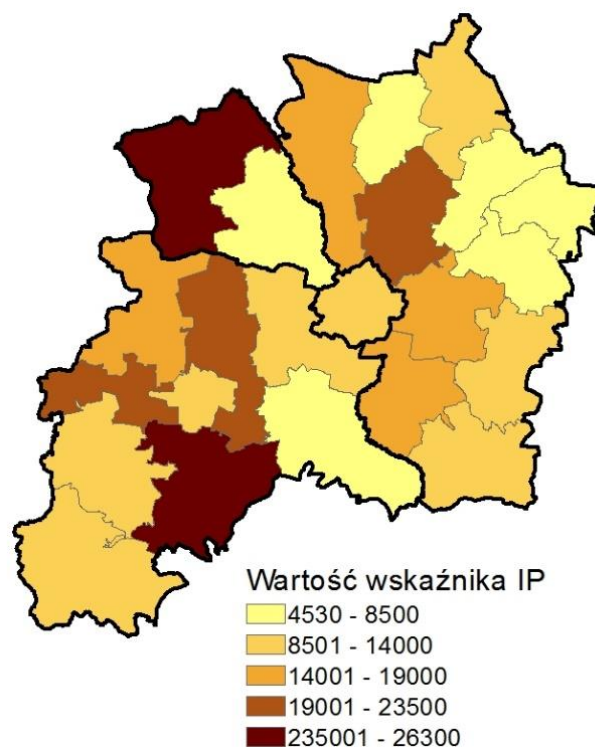 Wartość wskaźnika IP
4530 - 8500
8501 - 14000
14001 - 19000
19001 - 23500
235001 - 26300